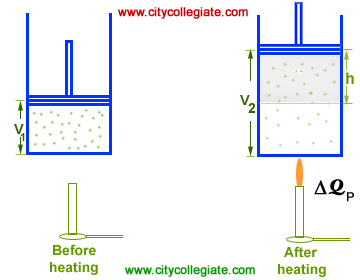 www.citycollegiate.com
V1
V2
h
ΔQP
Before
heating
After
heating
www.citycollegiate.com